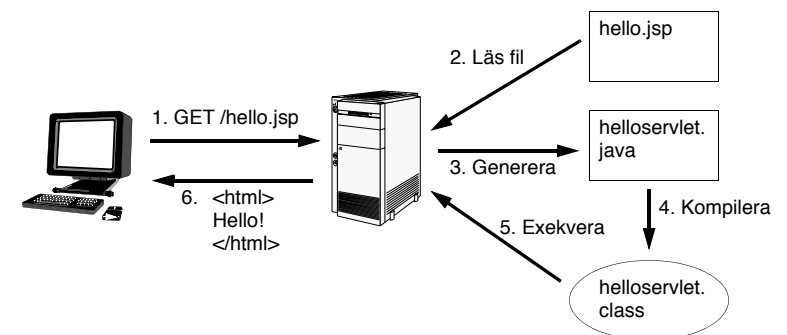 hello.jsp
2. Läs fil
1. GET /hello.jsp
helloservlet.
java
3. Generera
6. <html>
Hello!
</html>
4. Kompilera
5. Exekvera
helloservlet.
class